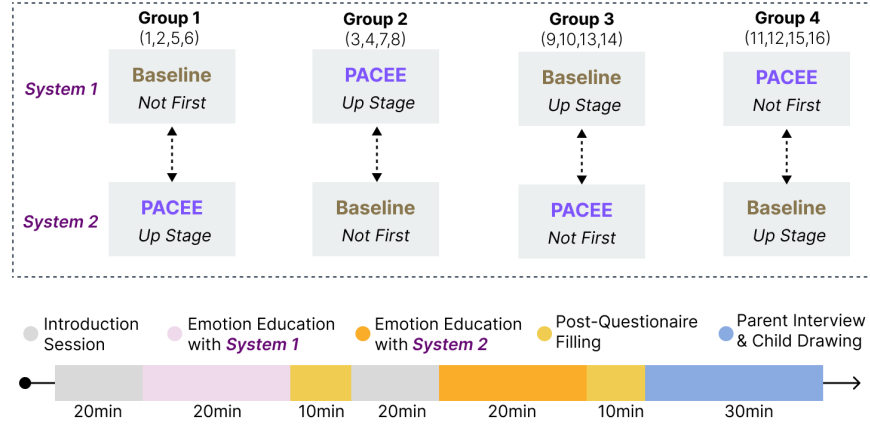 Group 1
(1,2,5,6)
Group 2
(3,4,7,8)
Group 3
(9,10,13,14)
Group 4
(11,12,15,16)
System 1
Baseline
Not First
PACEE
Up Stage
Baseline
Up Stage
PACEE
Not First
System 2
PACEE
Up Stage
Baseline
Not First
PACEE
Not First
Baseline
Up Stage
Introduction
Session
Emotion Education
with System 1
Emotion Education
with System 2
Post-Questionaire
Filling
Parent Interview
& Child Drawing
20min
20min
10min
20min
20min
10min
30min